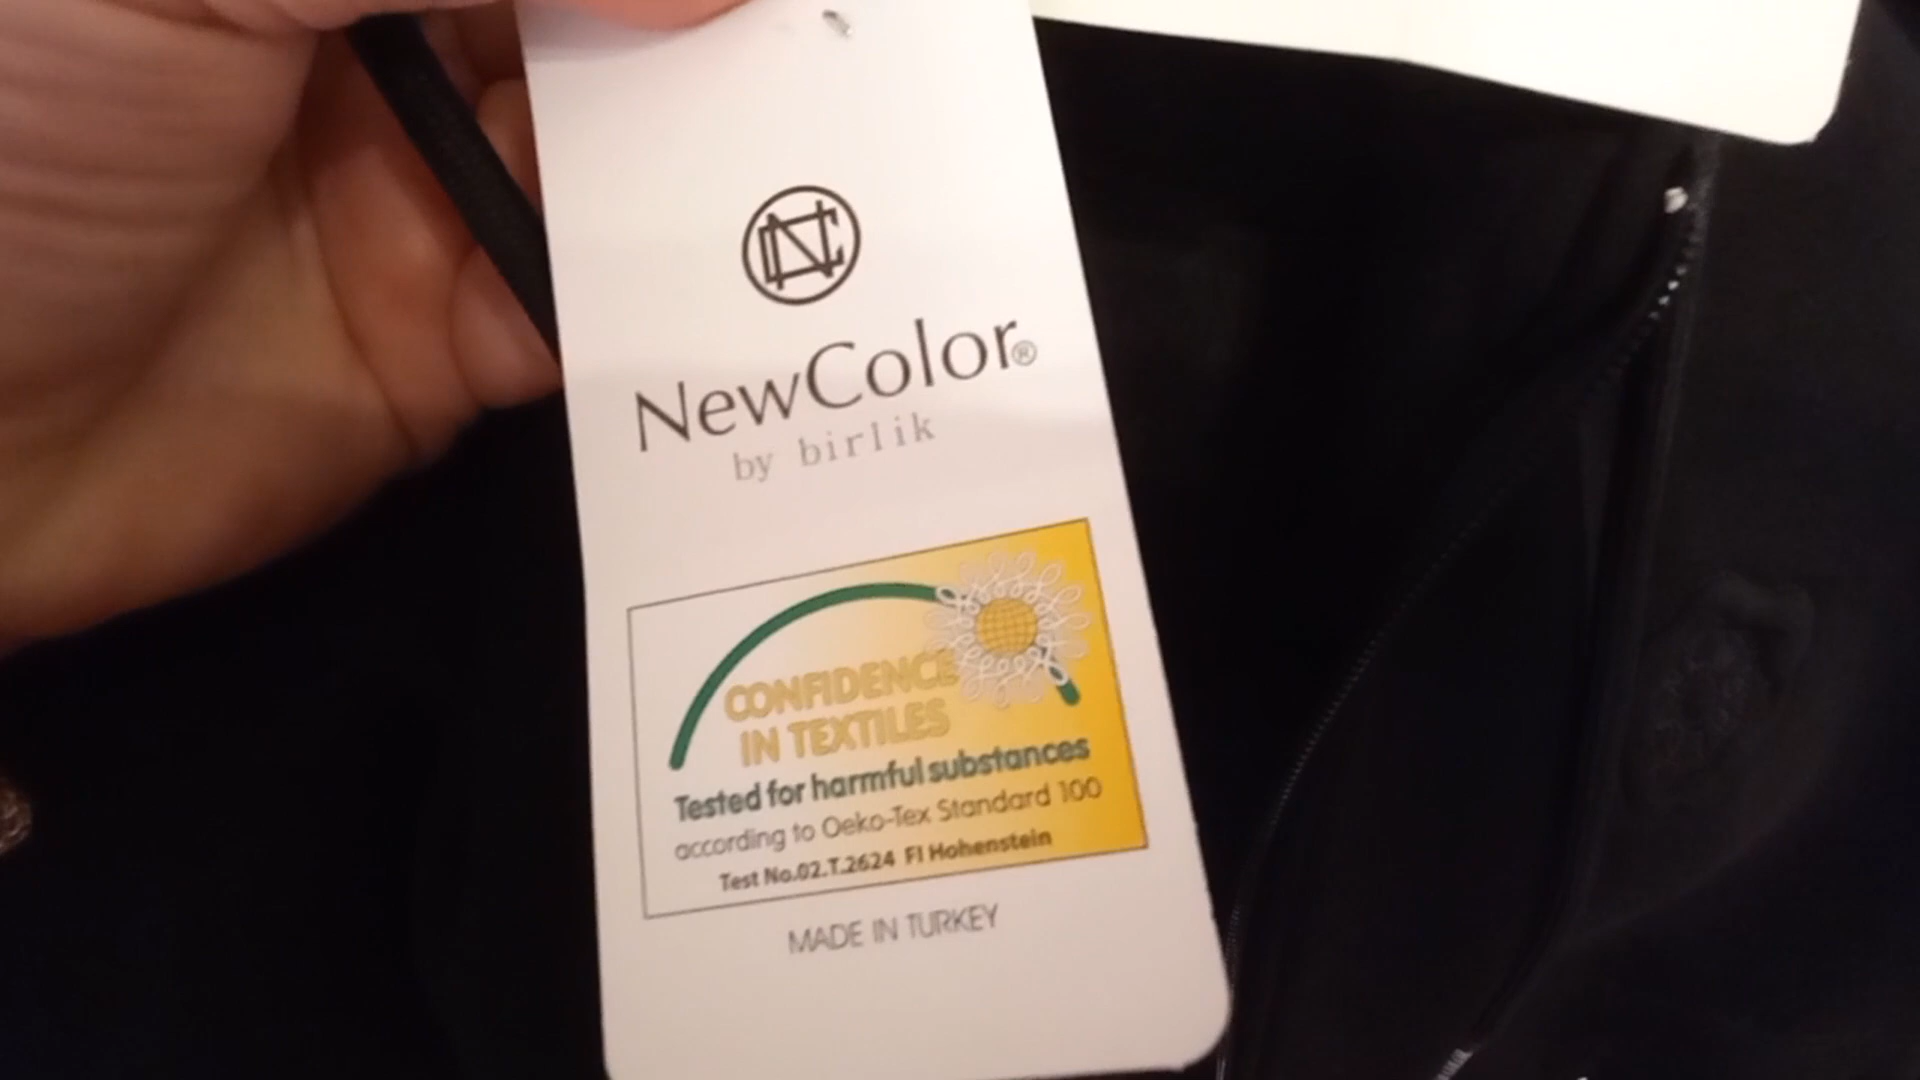 NC
NewColor®
by birlik
CONFIDENCE
IN TEXTILES
Tested for harmful substances
according to Oeko-Tex Standard 100
Test No.02.T.2624 FI Hohenstein
MADE IN TURKEY